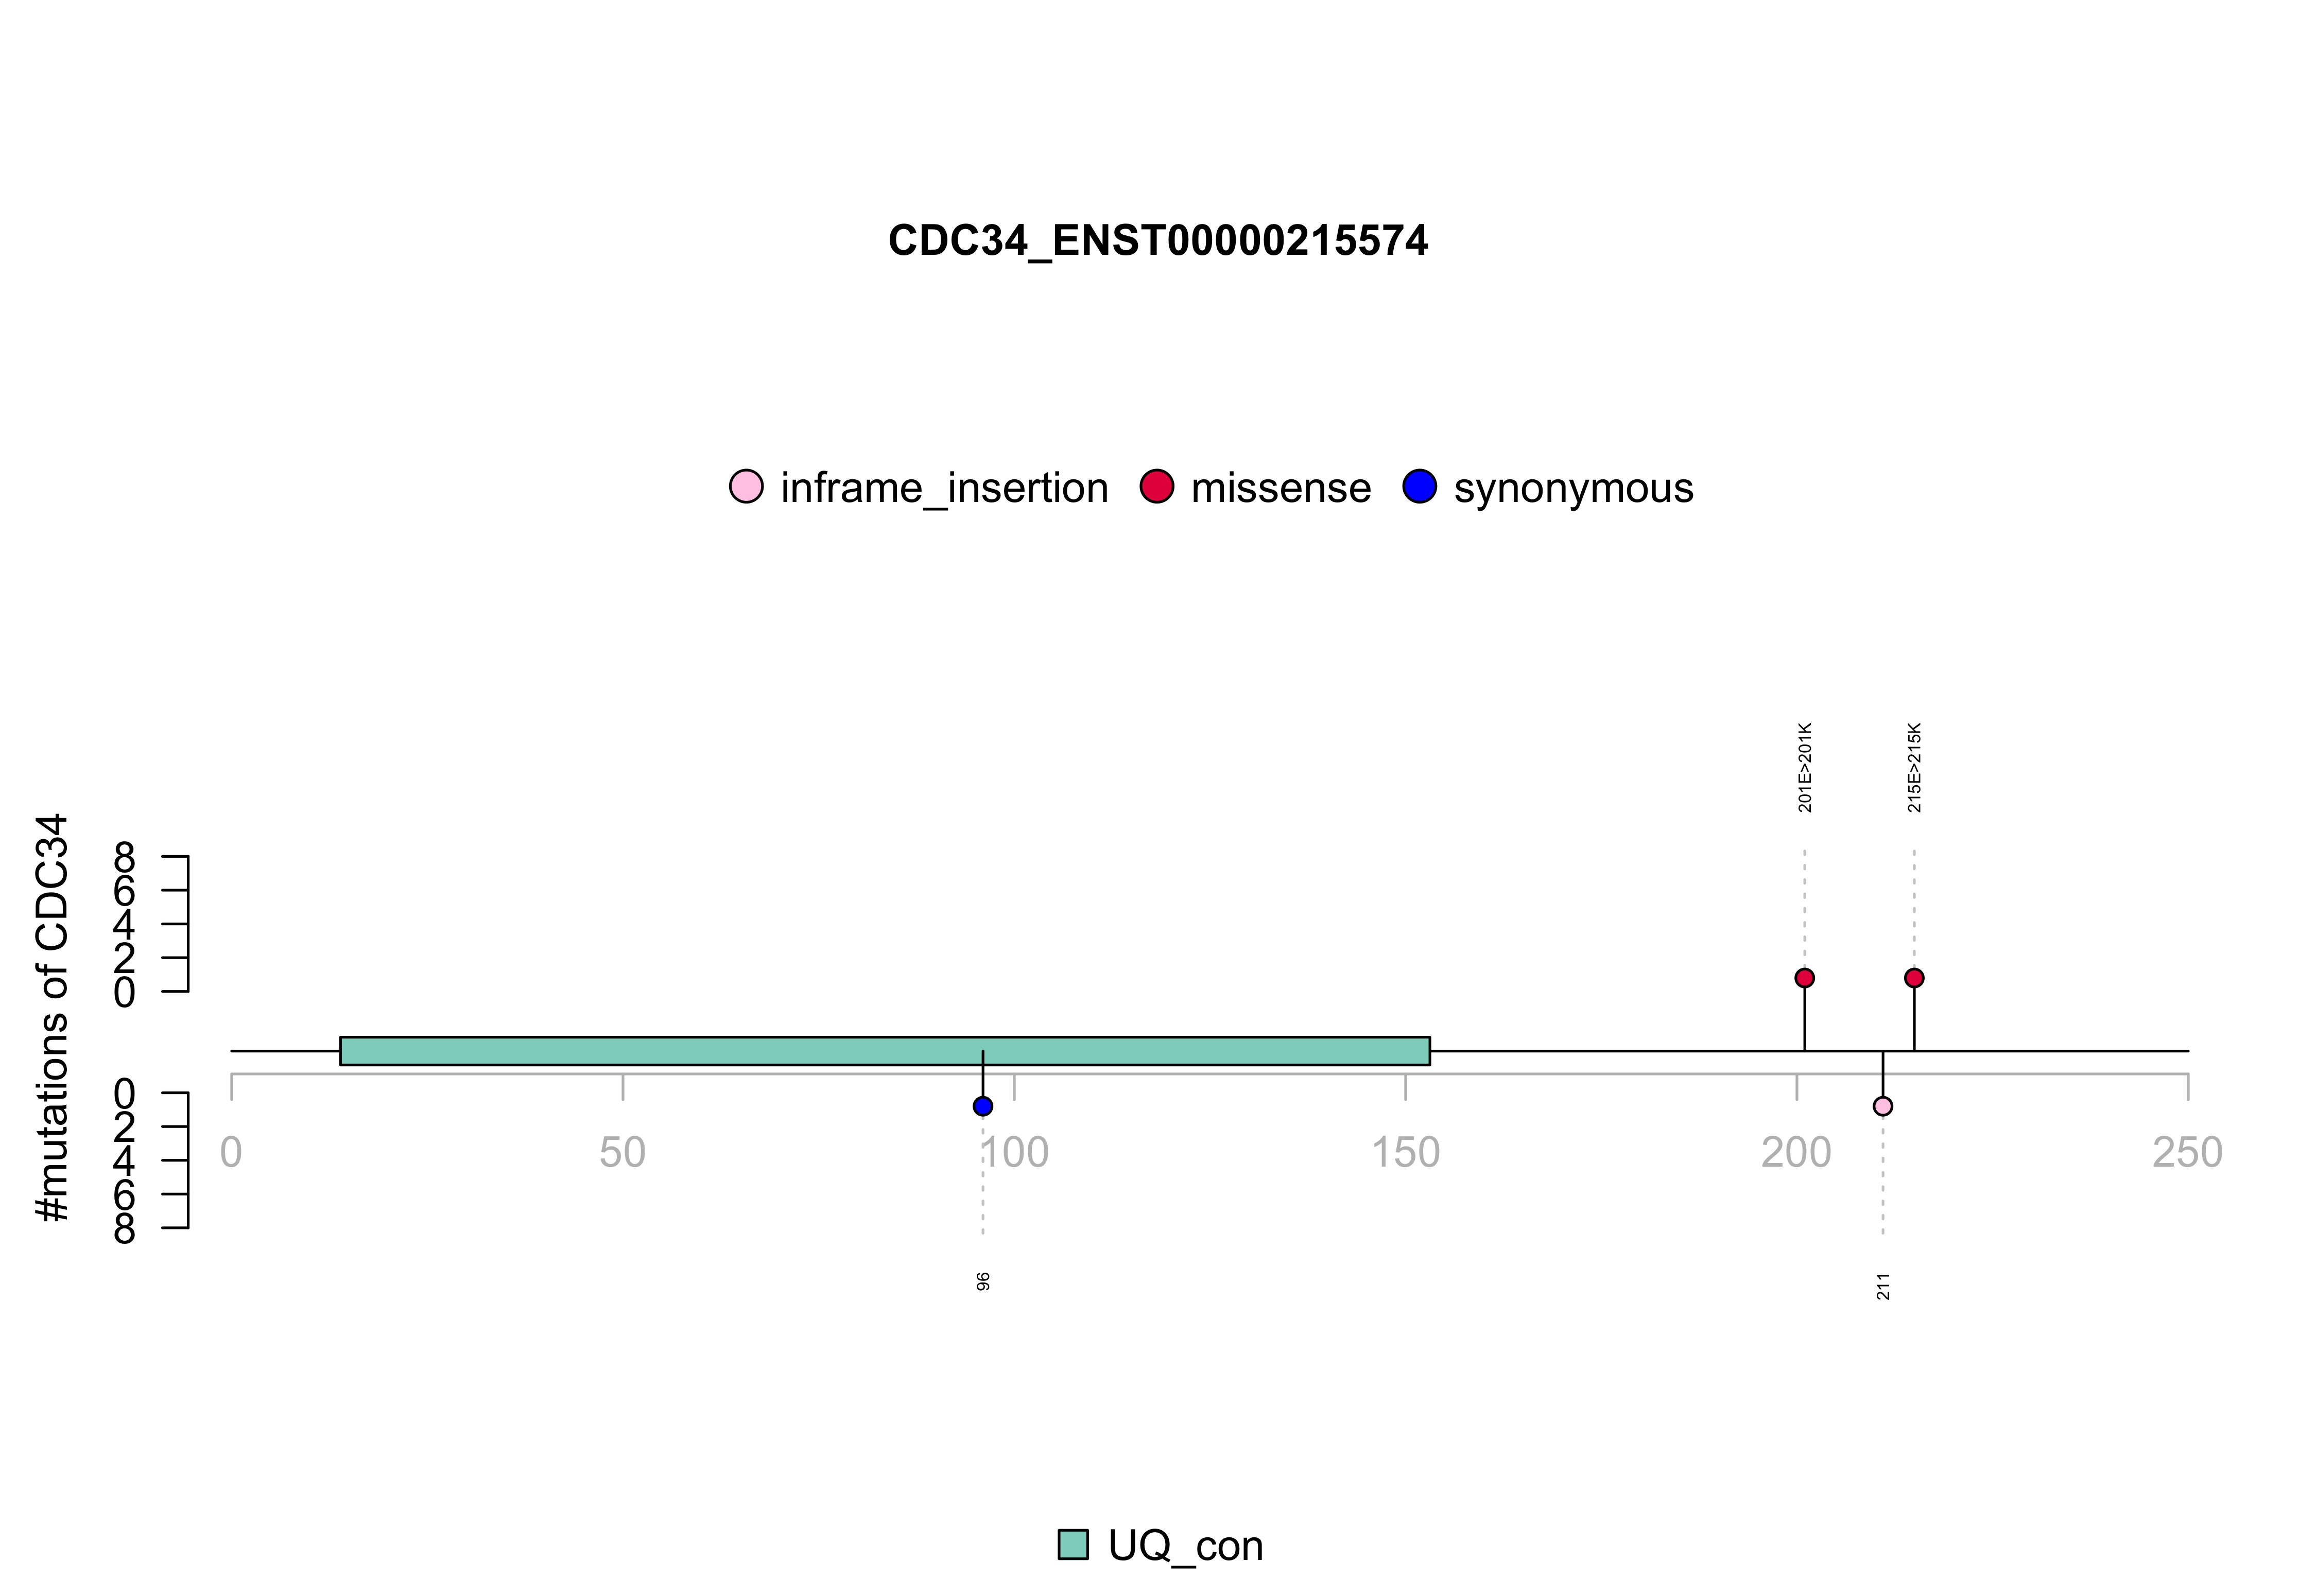 CDC34_ENST00000215574
inframe_insertion missense synonymous
201E>201K 215E>215K
#mutations of CDC34
8
6
4
2
0
0
2
4
6
8
0 50 100 150 200 250
96 211
UQ_con